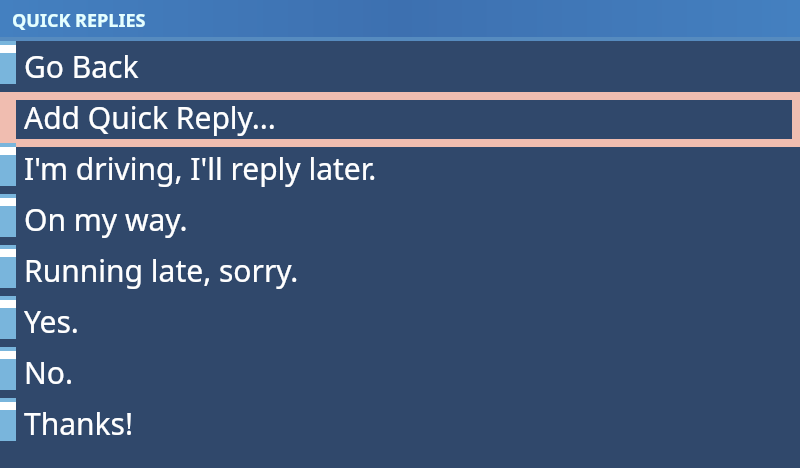 QUICK REPLIES
Go Back
Add Quick Reply...
I'm driving, I'll reply later.
On my way.
Running late, sorry.
Yes.
No.
Thanks!